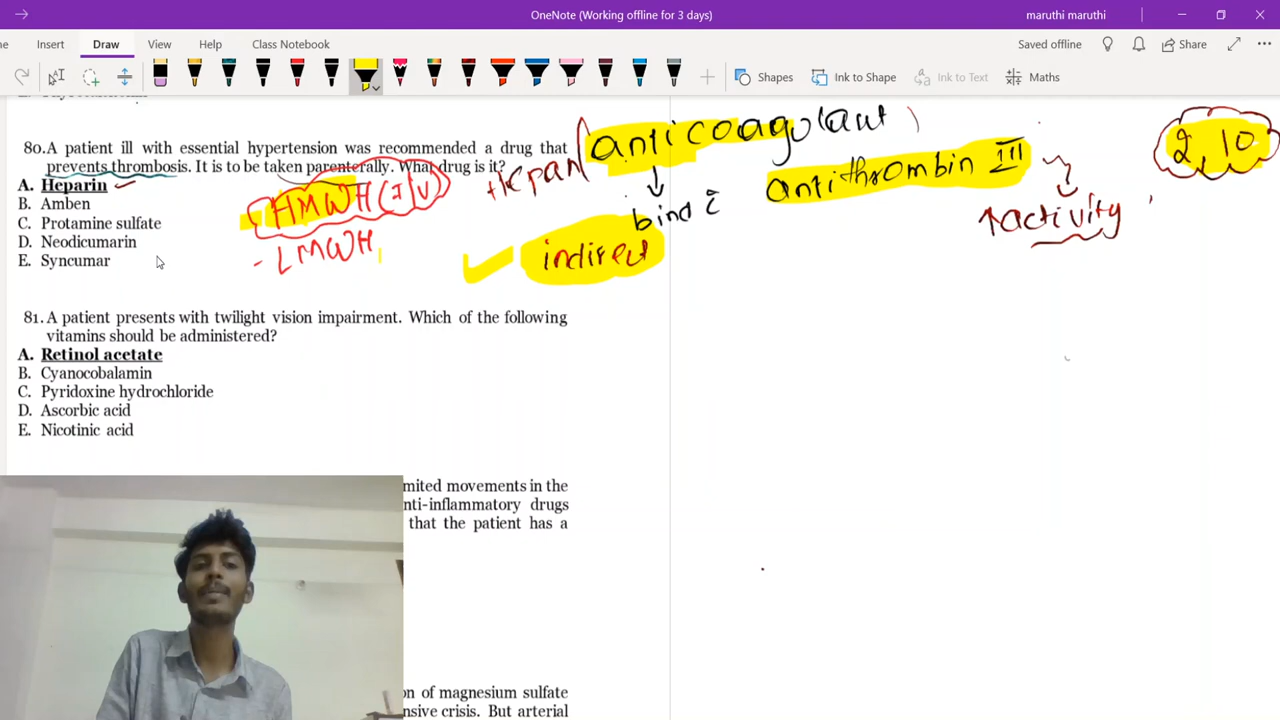 OneNote (Working offline for 3 days)
maruthi maruthi
me Insert Draw View Help Class Notebook
Saved offline Share
Shapes Ink to Shape Ink to Text Maths
80. A patient ill with essential hypertension was recommended a drug that
prevents thrombosis. It is to be taken parenterally. What drug is it?
A. Heparin
B. Amben
C. Protamine sulfate
D. Neodicumarin
E. Syncumar
HMWH (I/V)
- LMWH
Heparin
(anticoagulant)
bind c̄
indirect
antithrombin III
↑activity
2, 10
81. A patient presents with twilight vision impairment. Which of the following
vitamins should be administered?
A. Retinol acetate
B. Cyanocobalamin
C. Pyridoxine hydrochloride
D. Ascorbic acid
E. Nicotinic acid
mited movements in the
nti-inflammatory drugs
that the patient has a
on of magnesium sulfate
nsive crisis. But arterial